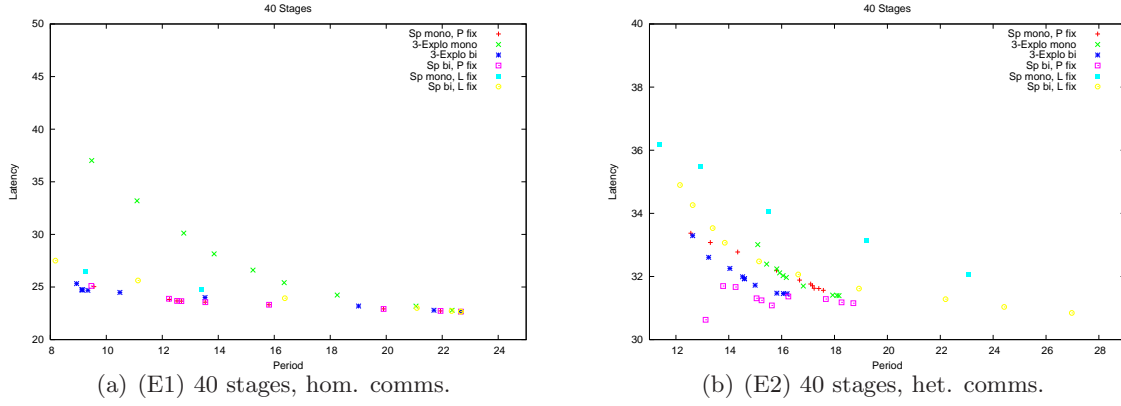 40 Stages
50
45
40
35
30
25
20
Latency
8 10 12 14 16 18 20 22 24
Period
Sp mono, P fix
3-Explo mono
3-Explo bi
Sp bi, P fix
Sp mono, L fix
Sp bi, L fix
(a) (E1) 40 stages, hom. comms.
40 Stages
40
38
36
34
32
30
Latency
12 14 16 18 20 22 24 26 28
Period
Sp mono, P fix
3-Explo mono
3-Explo bi
Sp bi, P fix
Sp mono, L fix
Sp bi, L fix
(b) (E2) 40 stages, het. comms.